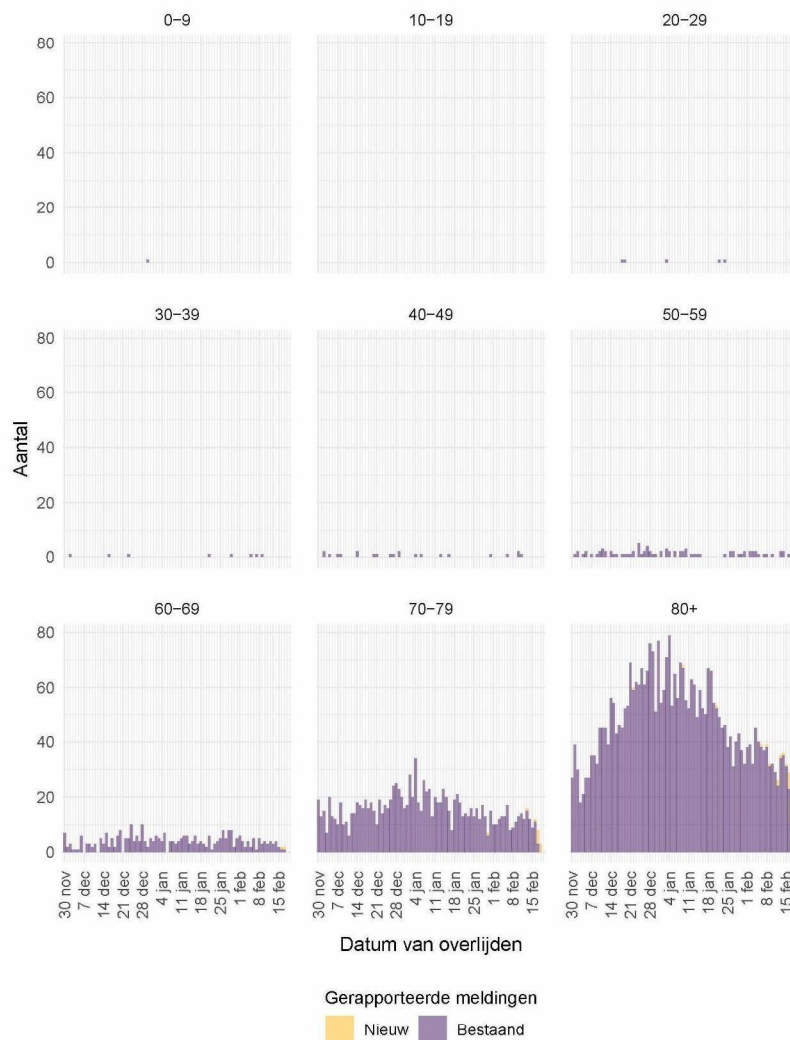 0−9
10−19
20−29
80
60
40
20
0
30−39
40−49
50−59
80
60
40
20
0
Aantal
60−69
70−79
80+
80
60
40
20
0
30 nov
7 dec
14 dec
21 dec
28 dec
4 jan
11 jan
18 jan
25 jan
1 feb
8 feb
15 feb
30 nov
7 dec
14 dec
21 dec
28 dec
4 jan
11 jan
18 jan
25 jan
1 feb
8 feb
15 feb
30 nov
7 dec
14 dec
21 dec
28 dec
4 jan
11 jan
18 jan
25 jan
1 feb
8 feb
15 feb
Datum van overlijden
Gerapporteerde meldingen
Nieuw
Bestaand